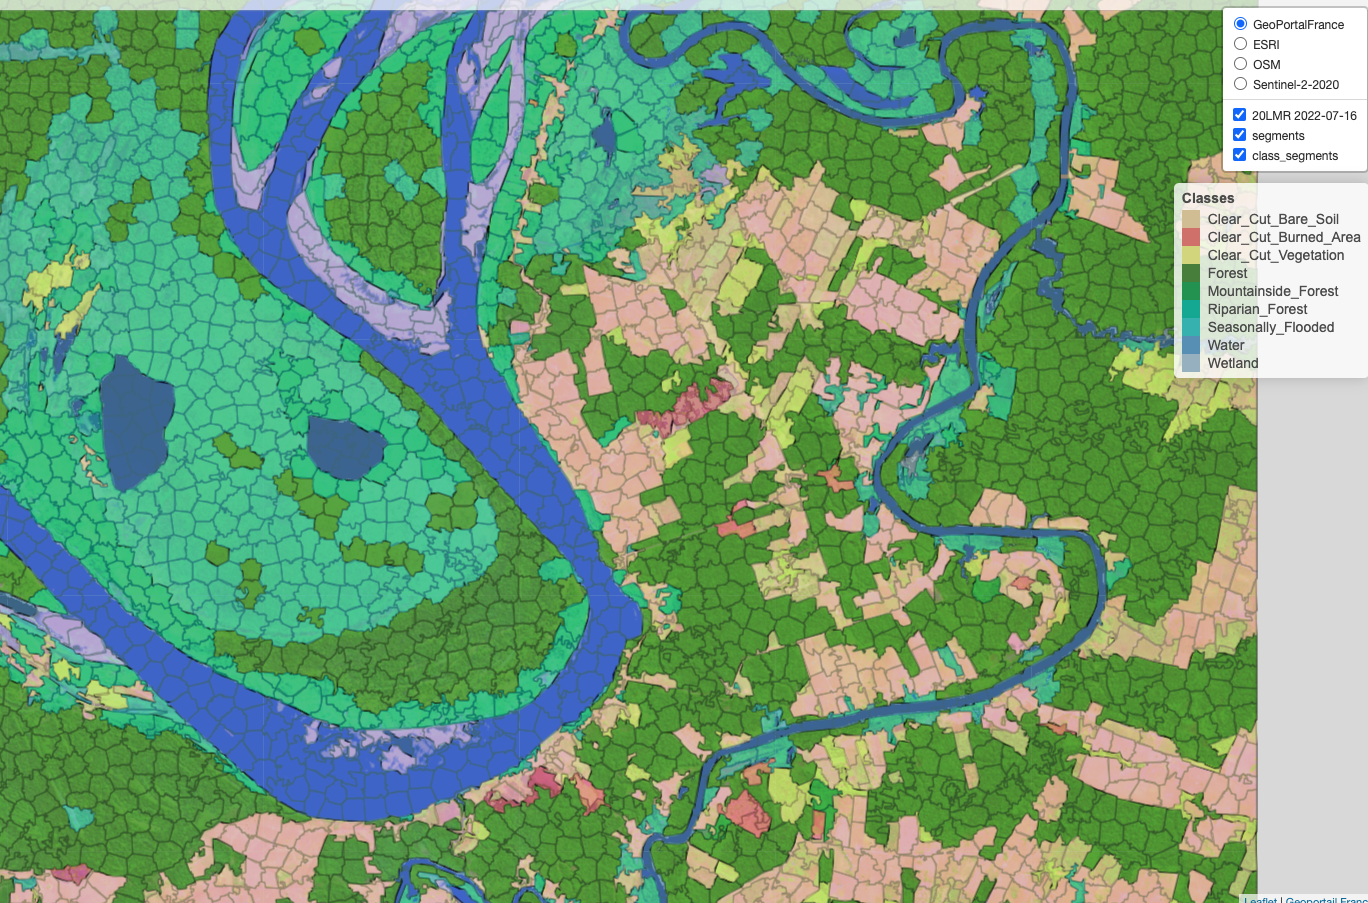 GeoPortalFrance
ESRI
OSM
Sentinel-2-2020
20LMR 2022-07-16
segments
class_segments
Classes
Clear_Cut_Bare_Soil
Clear_Cut_Burned_Area
Clear_Cut_Vegetation
Forest
Mountainside_Forest
Riparian_Forest
Seasonally_Flooded
Water
Wetland
Leaflet | Geoportail Franc